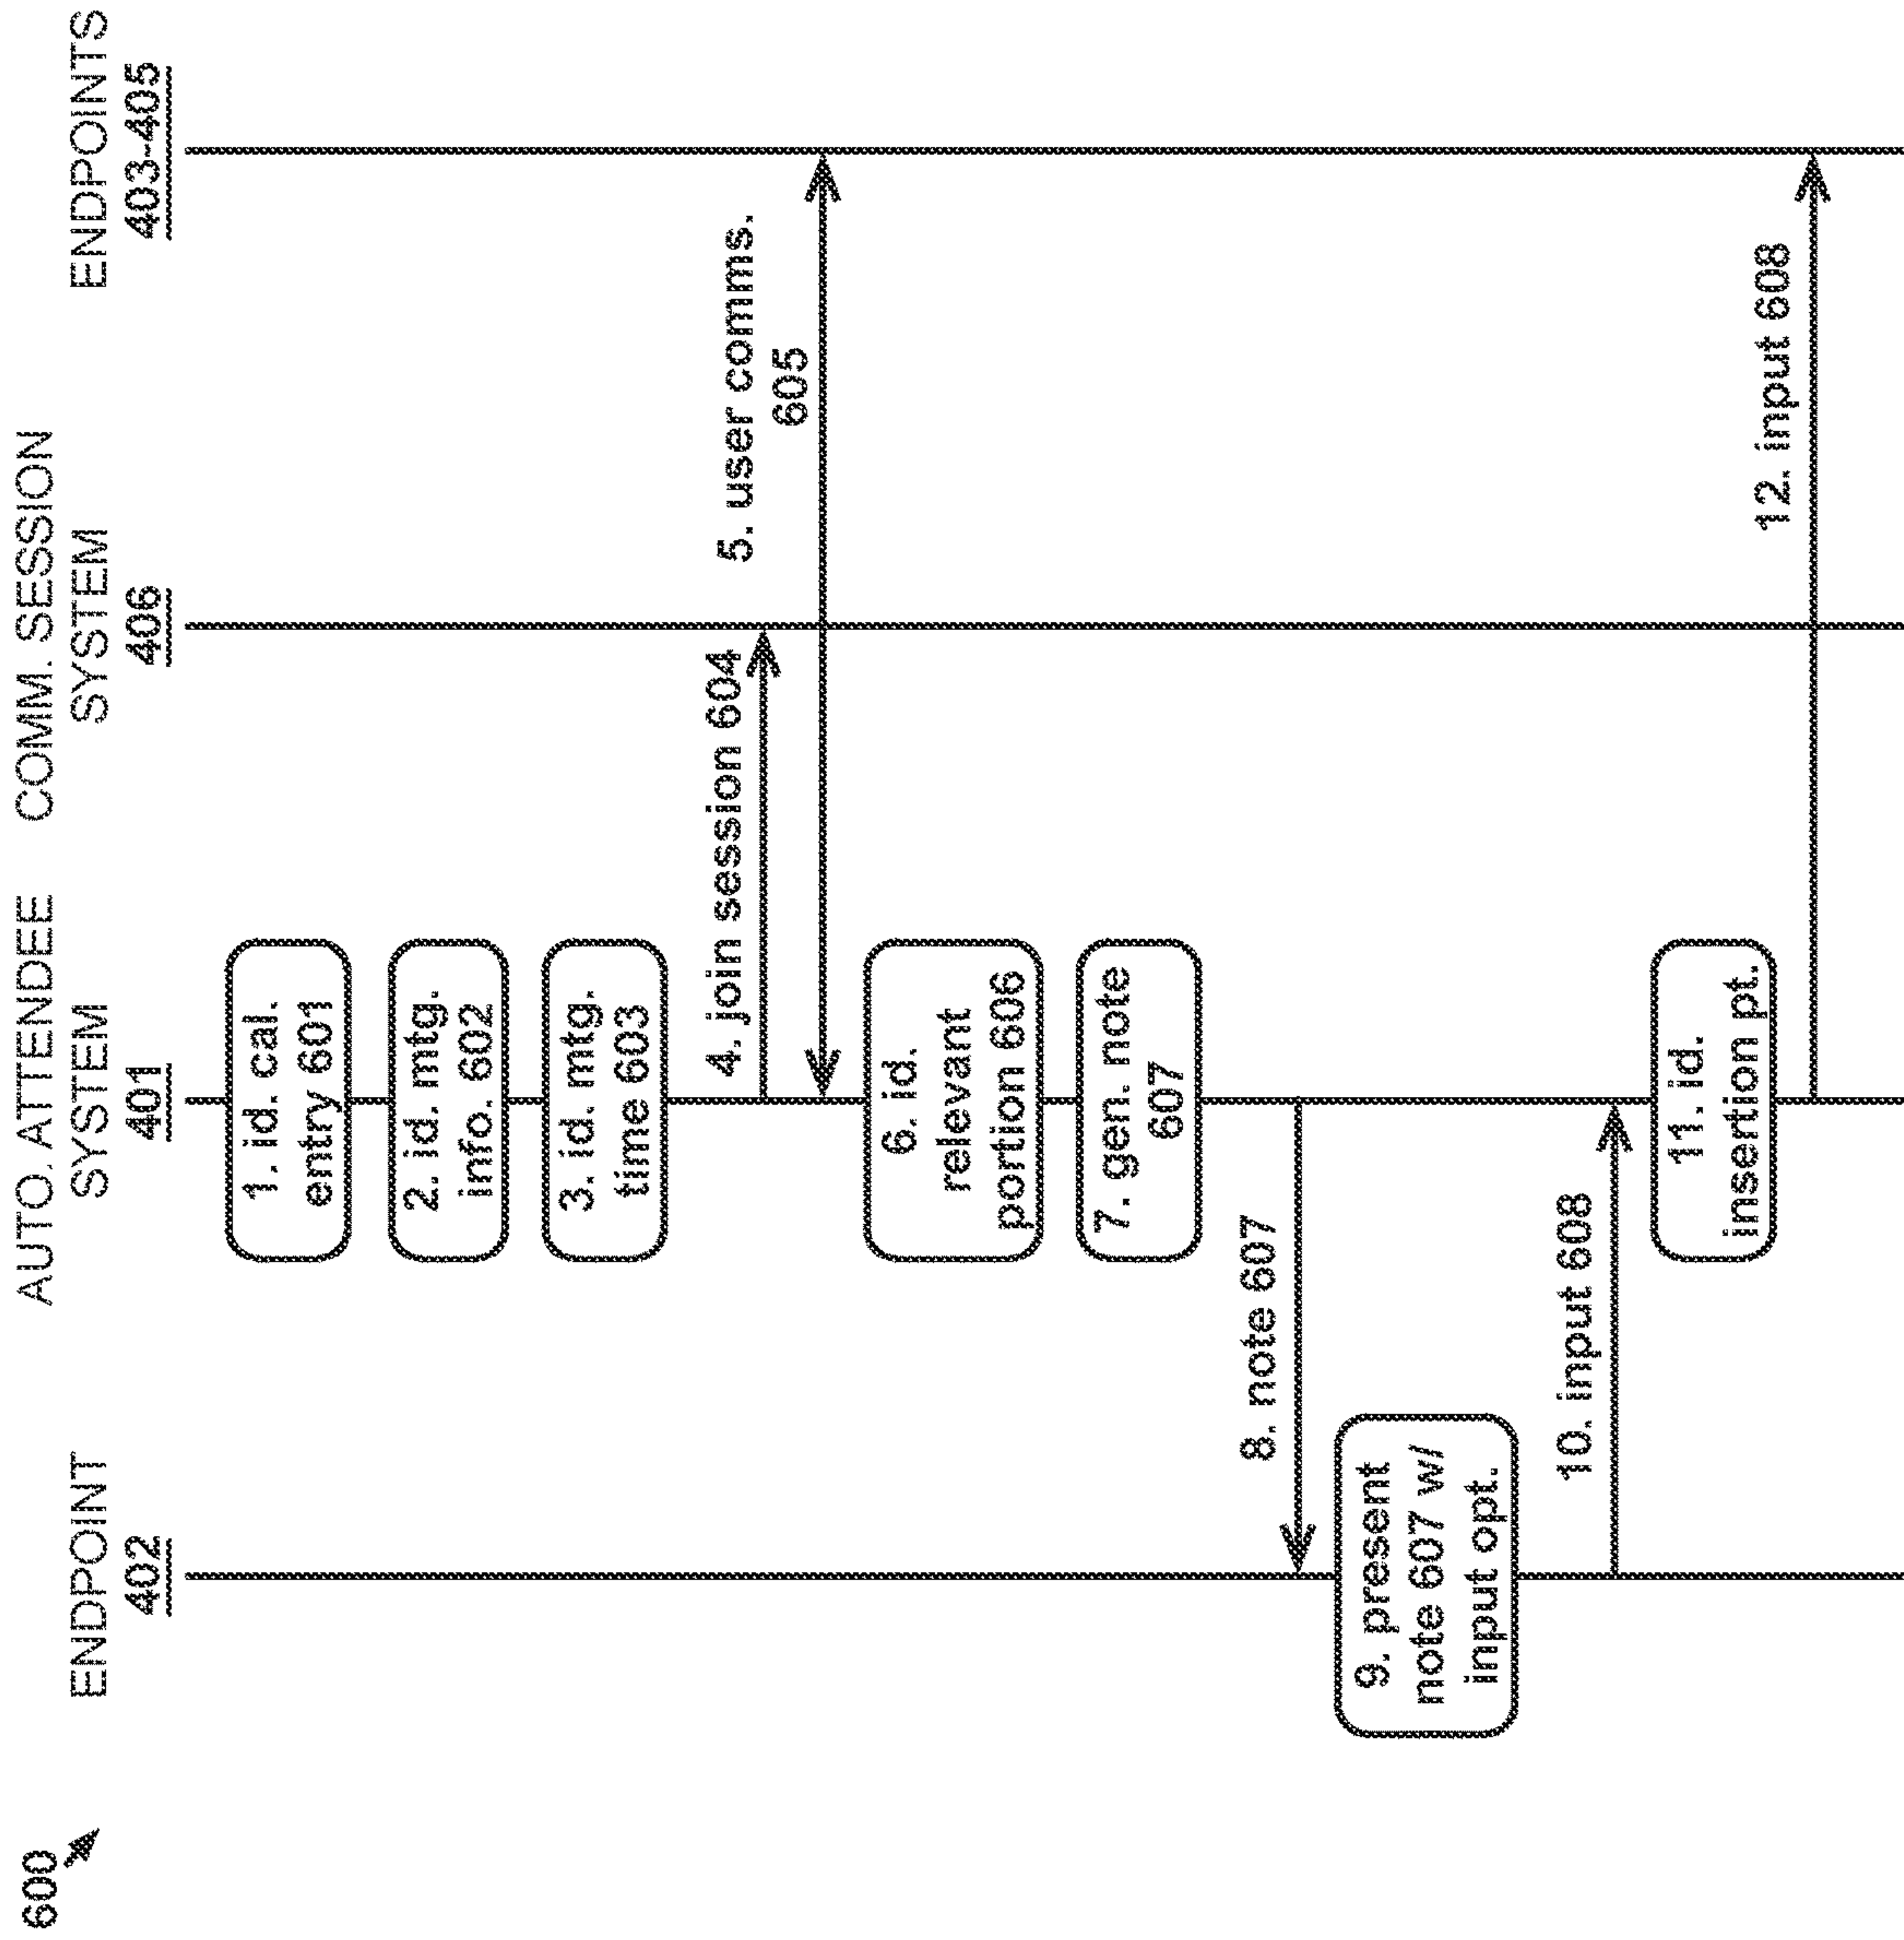 600
ENDPOINT
402
AUTO. ATTENDEE
SYSTEM
401
COMM. SESSION
SYSTEM
406
ENDPOINTS
403-405
1. id. cal.
entry 601
2. id. mtg.
info. 602
3. id. mtg.
time 603
4. join session 604
5. user comms.
605
6. id.
relevant
portion 606
7. gen. note
607
8. note 607
9. present
note 607 w/
input opt.
10. input 608
11. id.
insertion pt.
12. input 608